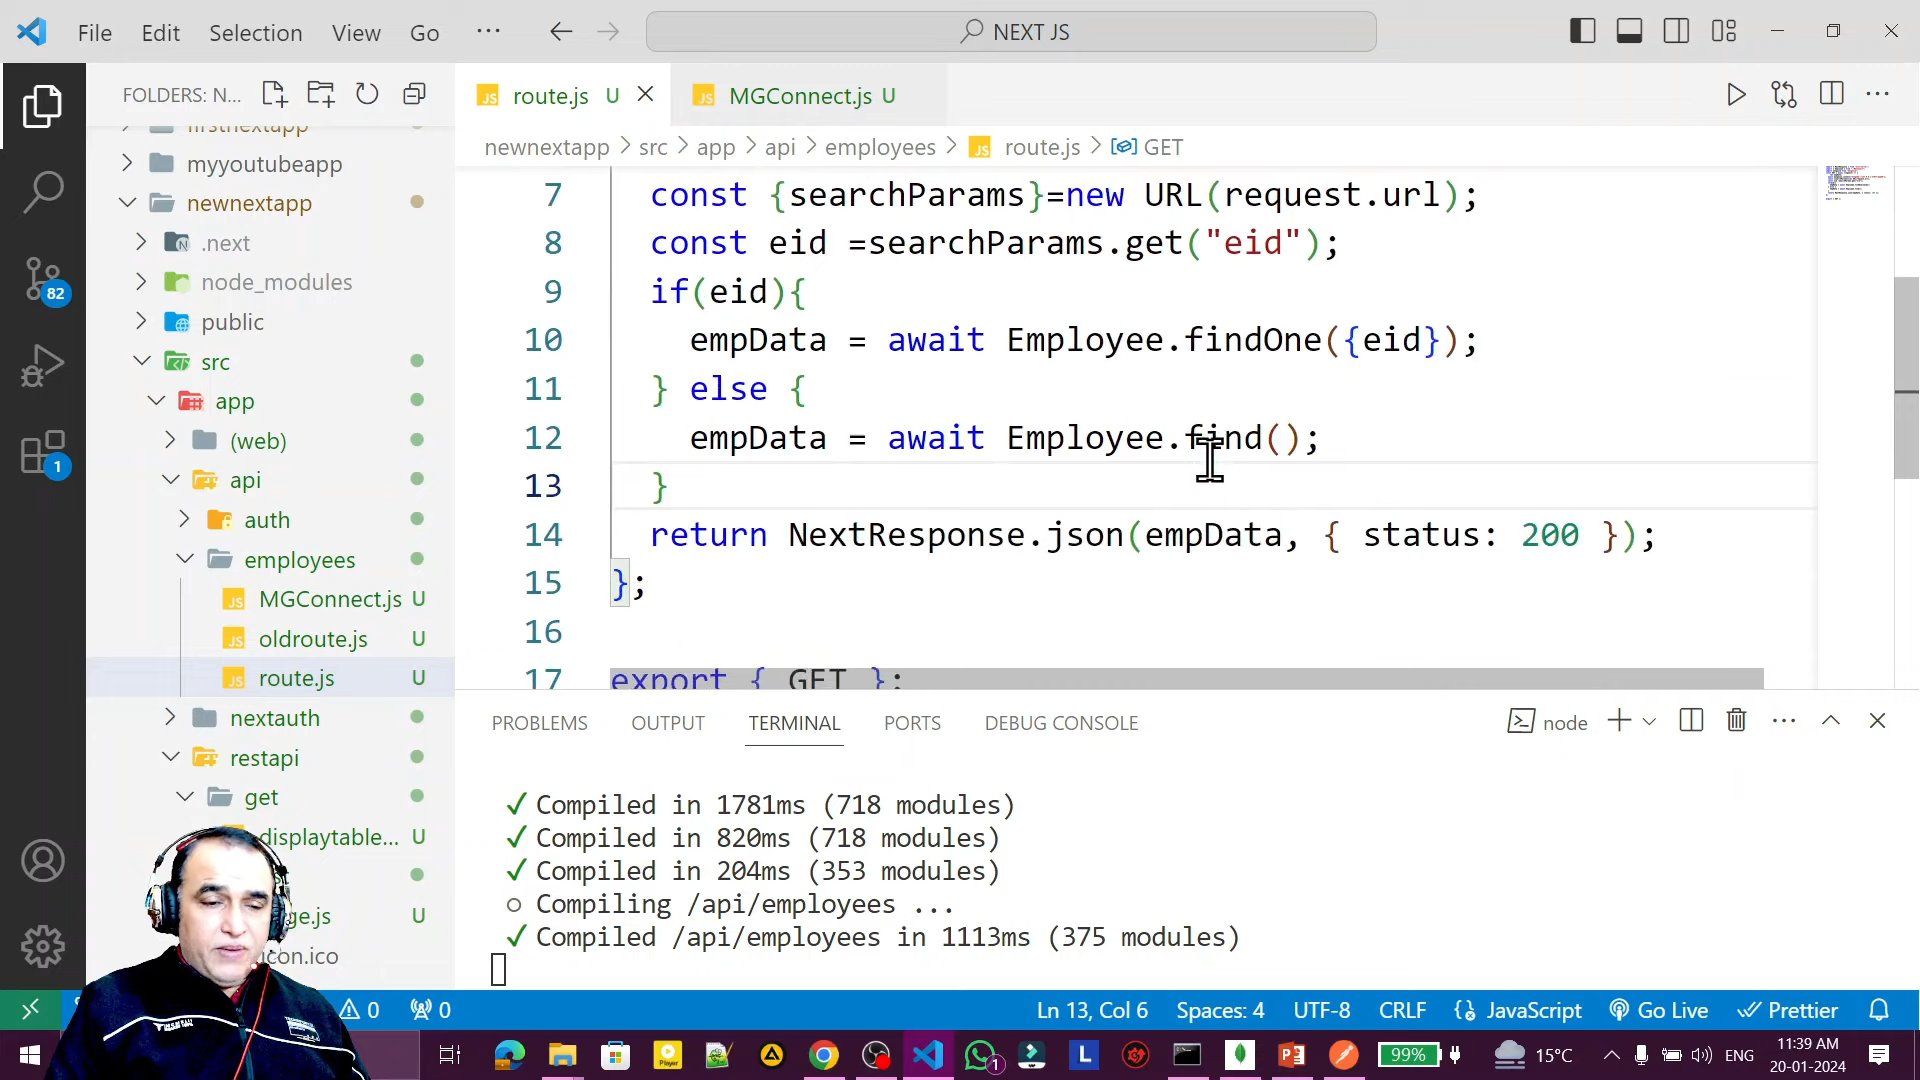 File Edit Selection View Go ... NEXT JS
FOLDERS: N...
route.js U
MGConnect.js U
newnextapp > src > app > api > employees > route.js > GET
firstnextapp
myyoutubeapp
newnextapp
.next
node_modules
public
src
app
(web)
api
auth
employees
MGConnect.js U
oldroute.js U
route.js U
nextauth
restapi
get
displaytable... U
ge.js U
icon.ico
82
1
7 const {searchParams}=new URL(request.url);
8 const eid =searchParams.get("eid");
9 if(eid){
10 empData = await Employee.findOne({eid});
11 } else {
12 empData = await Employee.find();
13 }
14 return NextResponse.json(empData, { status: 200 });
15 };
16
17 export { GET };
PROBLEMS OUTPUT TERMINAL PORTS DEBUG CONSOLE node
✓ Compiled in 1781ms (718 modules)
✓ Compiled in 820ms (718 modules)
✓ Compiled in 204ms (353 modules)
○ Compiling /api/employees ...
✓ Compiled /api/employees in 1113ms (375 modules)
0 0 Ln 13, Col 6 Spaces: 4 UTF-8 CRLF JavaScript Go Live Prettier
Player L 1 99% 15°C ENG 11:39 AM
20-01-2024